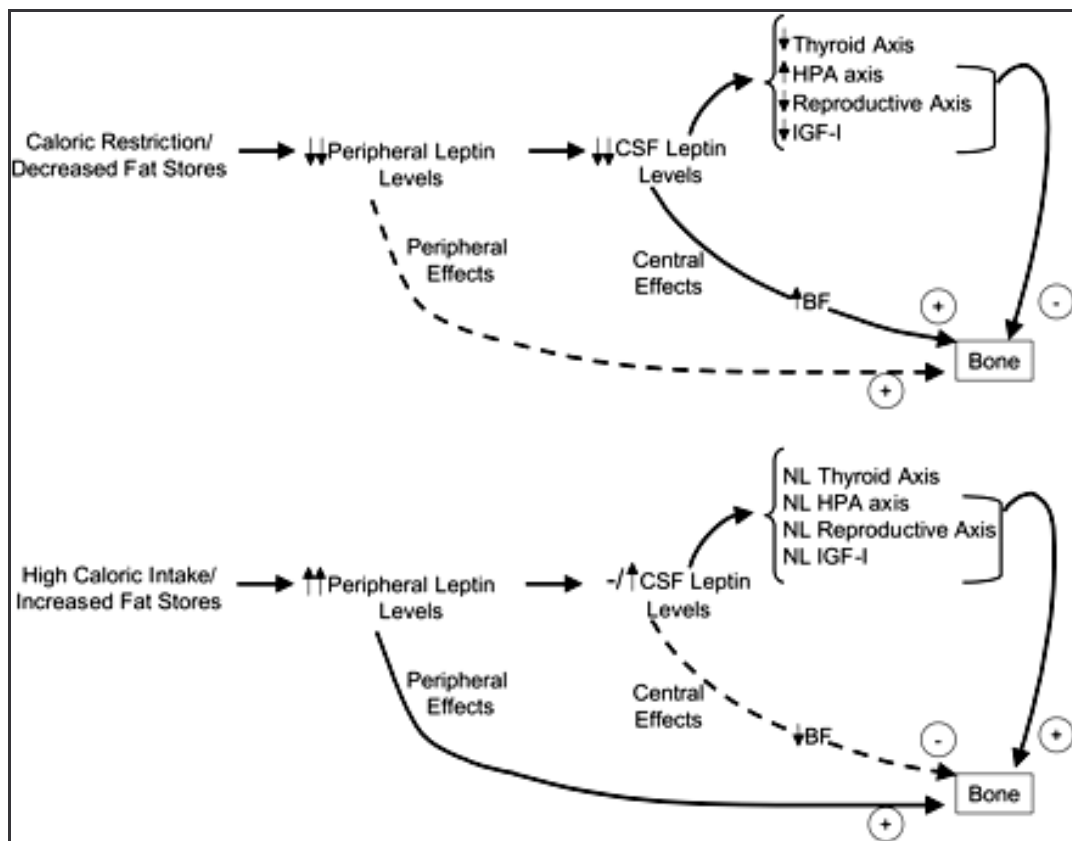 ↓Thyroid Axis
↑HPA axis
↓Reproductive Axis
↓IGF-I
Caloric Restriction/
Decreased Fat Stores
↓↓Peripheral Leptin
Levels
↓↓CSF Leptin
Levels
Peripheral
Effects
Central
Effects
↑BF
+
-
Bone
+
NL Thyroid Axis
NL HPA axis
NL Reproductive Axis
NL IGF-I
High Caloric Intake/
Increased Fat Stores
↑↑Peripheral Leptin
Levels
-/↑CSF Leptin
Levels
Peripheral
Effects
Central
Effects
↓BF
-
+
Bone
+